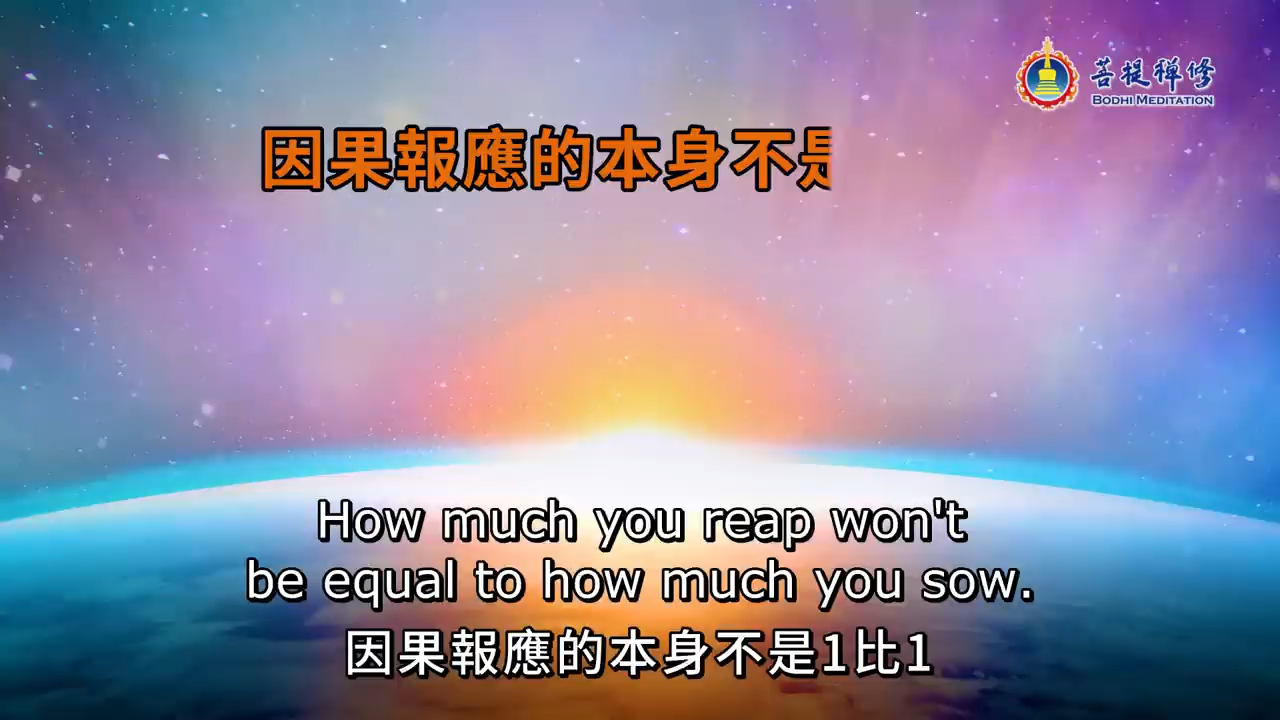 菩提禪修
BODHI MEDITATION
因果報應的本身不是
How much you reap won't
be equal to how much you sow.
因果報應的本身不是1比1